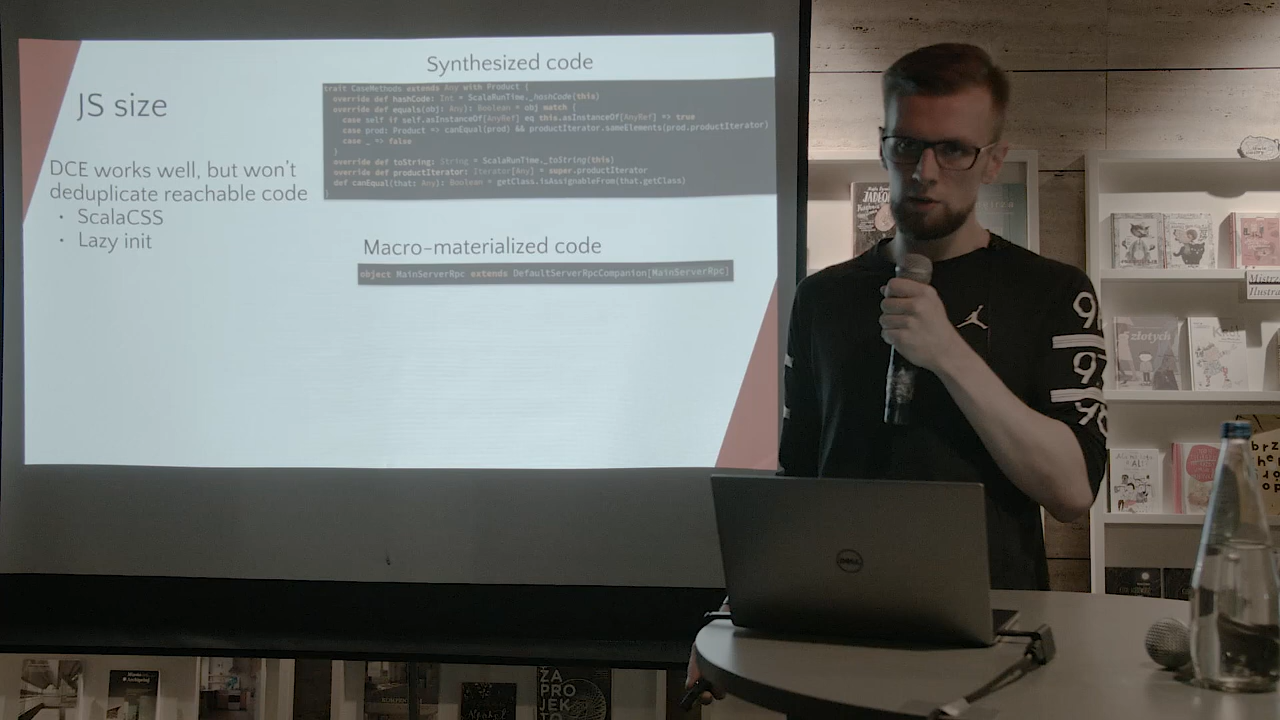 Synthesized code
JS size
trait CaseMethods extends Any with Product {
override def hashCode: Int = ScalaRunTime._hashCode(this)
override def equals(obj: Any): Boolean = obj match {
case self if self.asInstanceOf[AnyRef] eq this.asInstanceOf[AnyRef] => true
case prod: Product => canEqual(prod) && productIterator.sameElements(prod.productIterator)
case _ => false
}
override def toString: String = ScalaRunTime._toString(this)
override def productIterator: Iterator[Any] = super.productIterator
def canEqual(that: Any): Boolean = getClass.isAssignableFrom(that.getClass)
DCE works well, but won't
deduplicate reachable code
• ScalaCSS
• Lazy init
Macro-materialized code
object MainServerRpc extends DefaultServerRpcCompanion[MainServerRpc]
DELL
Złotych
ZA
PRO
JEK